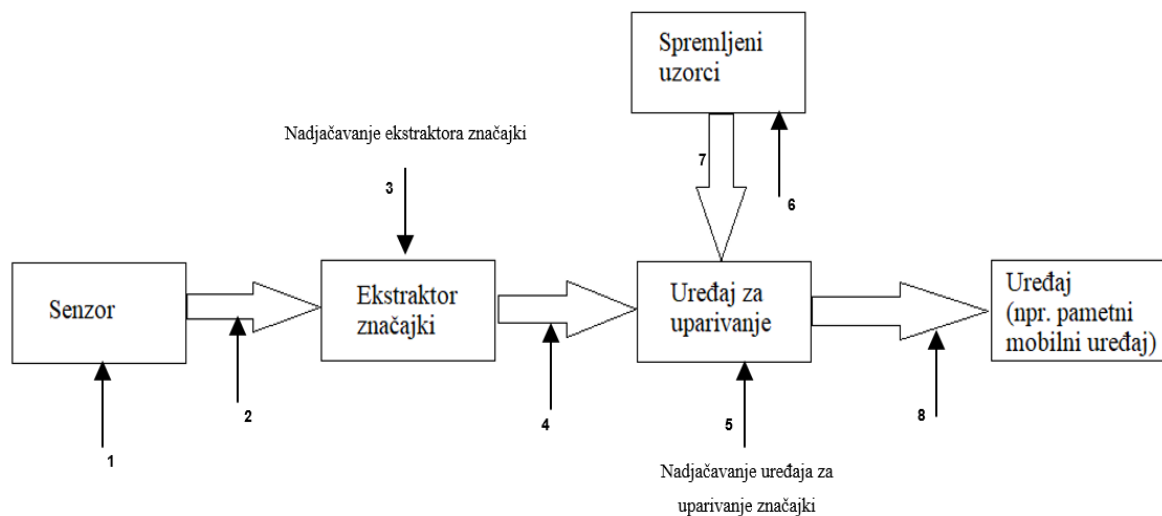 Spremljeni
uzorci
Nadjačavanje ekstraktora značajki
7
3
6
Senzor
Ekstraktor
značajki
Uređaj za
uparivanje
Uređaj
(npr. pametni
mobilni uređaj)
2
4
5
8
1
Nadjačavanje uređaja za
uparivanje značajki